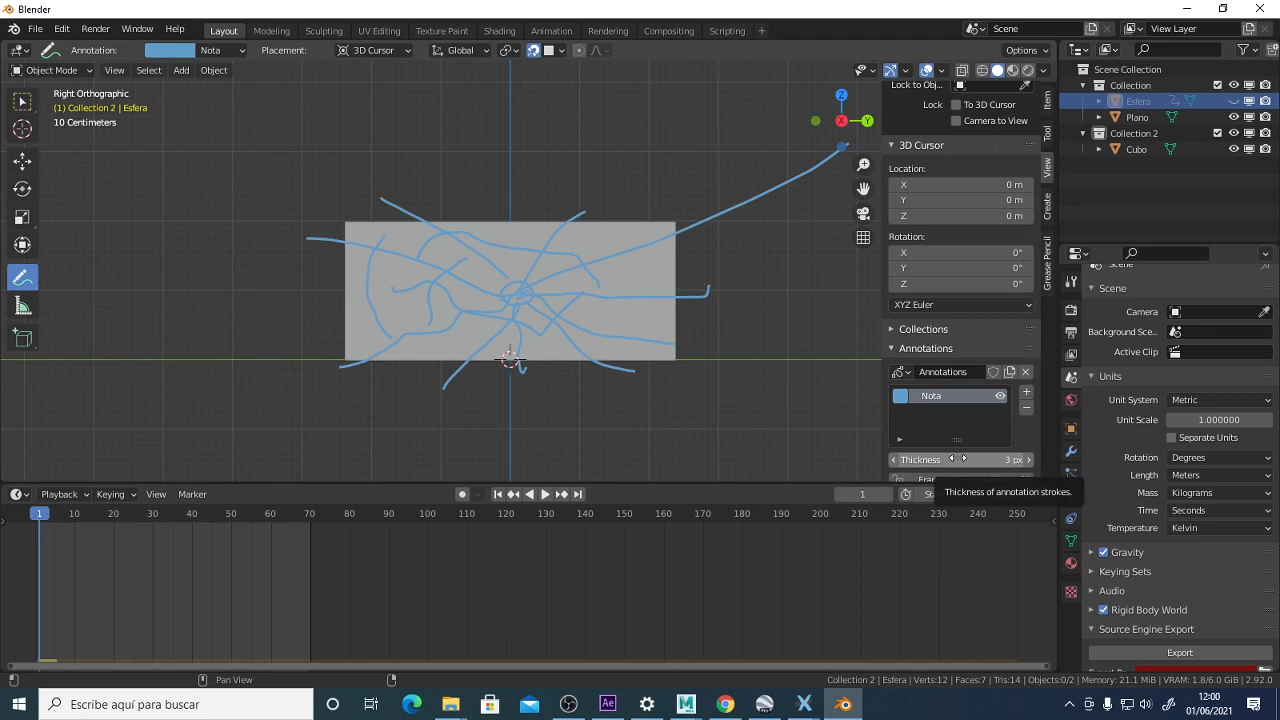 Blender
File Edit Render Window Help Layout Modeling Sculpting UV Editing Texture Paint Shading Animation Rendering Compositing Scripting + Scene View Layer
Annotation: Nota Placement: 3D Cursor Global Options
Object Mode View Select Add Object
Right Orthographic
(1) Collection 2 | Esfera
10 Centimeters
Z
X
Y
Lock to Obj...
Lock To 3D Cursor
Camera to View
3D Cursor
Location:
X 0 m
Y 0 m
Z 0 m
Rotation:
X 0°
Y 0°
Z 0°
XYZ Euler
Collections
Annotations
Annotations
Nota
Thickness 3 px
Thickness of annotation strokes.
Item
Tool
View
Create
Grease Pencil
Scene Collection
Collection
Esfera
Plano
Collection 2
Cubo
Scene
Scene
Camera
Background Sce...
Active Clip
Units
Unit System Metric
Unit Scale 1.000000
Separate Units
Rotation Degrees
Length Meters
Mass Kilograms
Time Seconds
Temperature Kelvin
Gravity
Keying Sets
Audio
Rigid Body World
Source Engine Export
Export
Playback Keying View Marker 1
1 10 20 30 40 50 60 70 80 90 100 110 120 130 140 150 160 170 180 190 200 210 220 230 240 250
Pan View
Collection 2 | Esfera | Verts:12 | Faces:7 | Tris:14 | Objects:0/2 | Memory: 21.1 MiB | VRAM: 1.8/6.0 GiB | 2.92.0
Escribe aquí para buscar
Ae
12:00
01/06/2021